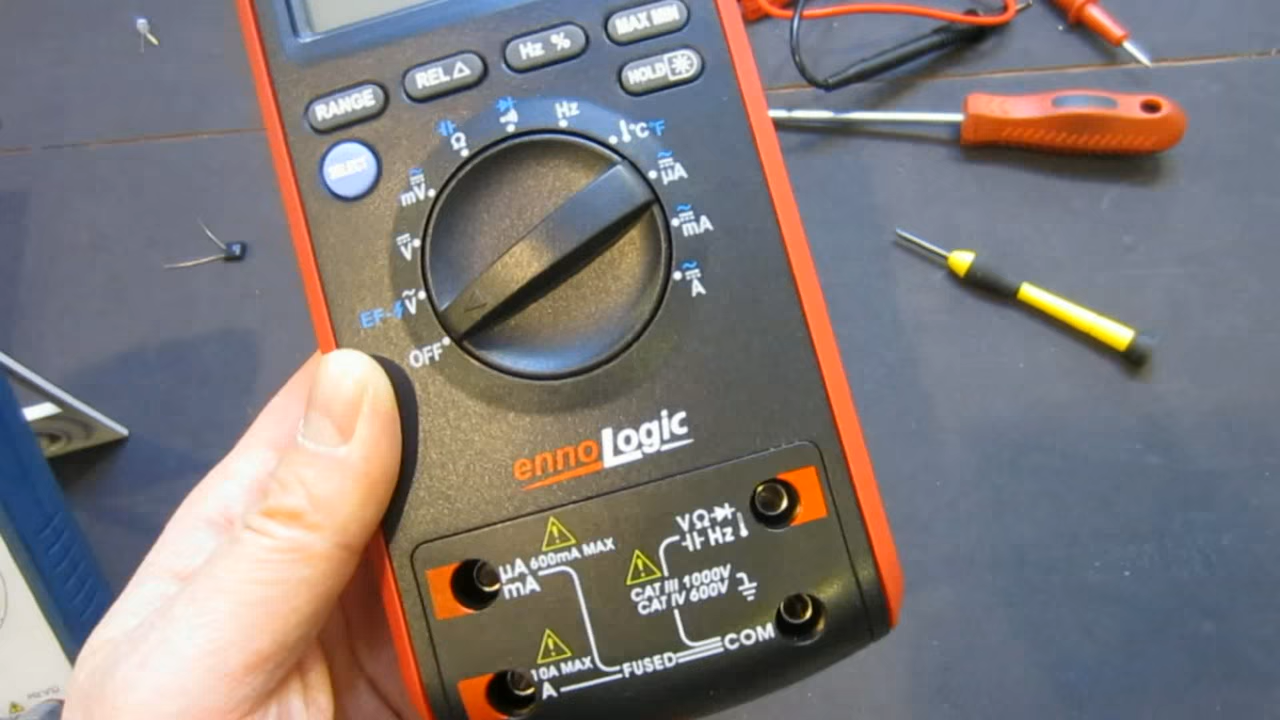 MAX MIN
Hz %
REL △
HOLD
RANGE
SELECT
Hz
Ω
°C°F
mV
µA
V
mA
EF- V
A
OFF
ennoLogic
VΩ
Hz
µA 600mA MAX
mA
CAT III 1000V
CAT IV 600V
COM
10A MAX
FUSED
A